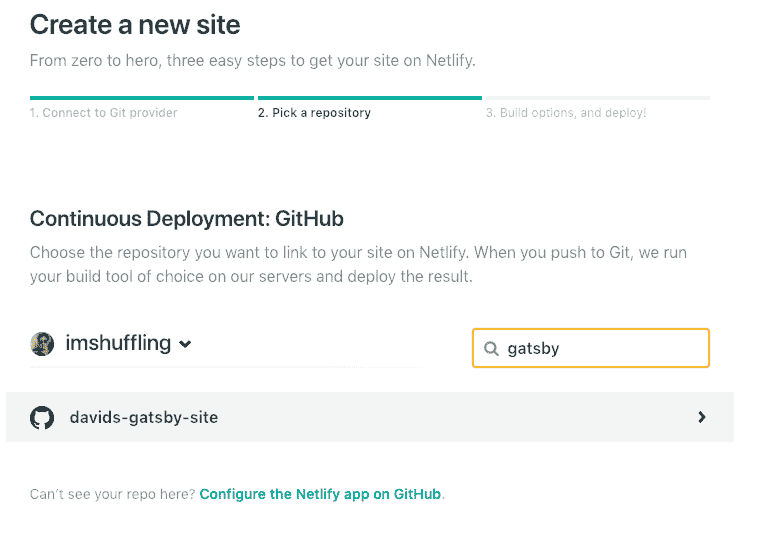 Create a new site
From zero to hero, three easy steps to get your site on Netlify.
1. Connect to Git provider
2. Pick a repository
3. Build options, and deploy!
Continuous Deployment: GitHub
Choose the repository you want to link to your site on Netlify. When you push to Git, we run
your build tool of choice on our servers and deploy the result.
imshuffling
gatsby
davids-gatsby-site
Can't see your repo here? Configure the Netlify app on GitHub.